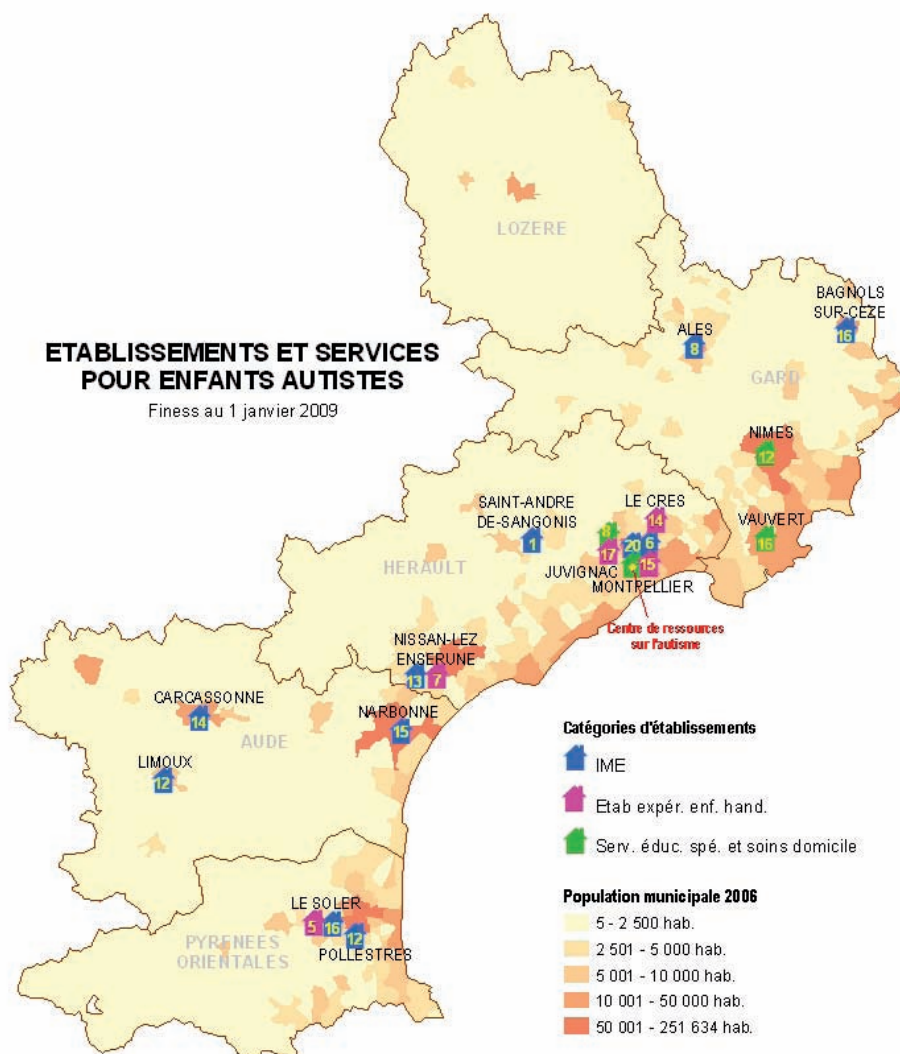 ETABLISSEMENTS ET SERVICES
POUR ENFANTS AUTISTES
Finess au 1 janvier 2009
LOZERE
BAGNOLS
SUR-CEZE
16
ALES
8
GARD
NIMES
12
VAUVERT
16
SAINT-ANDRE
DE-SANGONIS
1
HERAULT
LE CRES
14
8
17
20
6
15
JUVIGNAC
MONTPELLIER
Centre de ressources
sur l'autisme
NISSAN-LEZ
ENSERUNE
13
7
CARCASSONNE
14
NARBONNE
15
AUDE
LIMOUX
12
LE SOLER
5
16
12
PYRENEES
ORIENTALES
POLLESTRES
Catégories d'établissements
IME
Etab expér. enf. hand.
Serv. éduc. spé. et soins domicile
Population municipale 2006
5 - 2 500 hab.
2 501 - 5 000 hab.
5 001 - 10 000 hab.
10 001 - 50 000 hab.
50 001 - 251 634 hab.